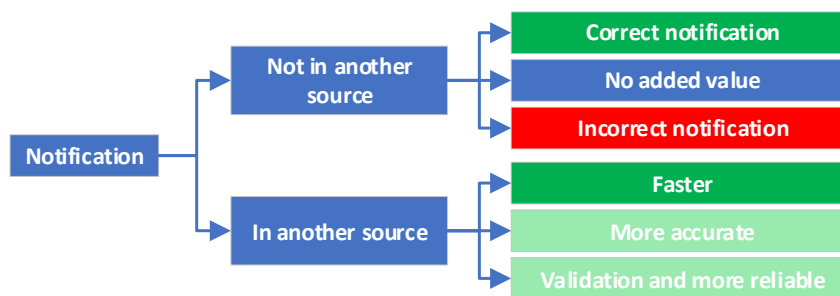 Notification
Not in another
source
Correct notification
No added value
Incorrect notification
In another source
Faster
More accurate
Validation and more reliable